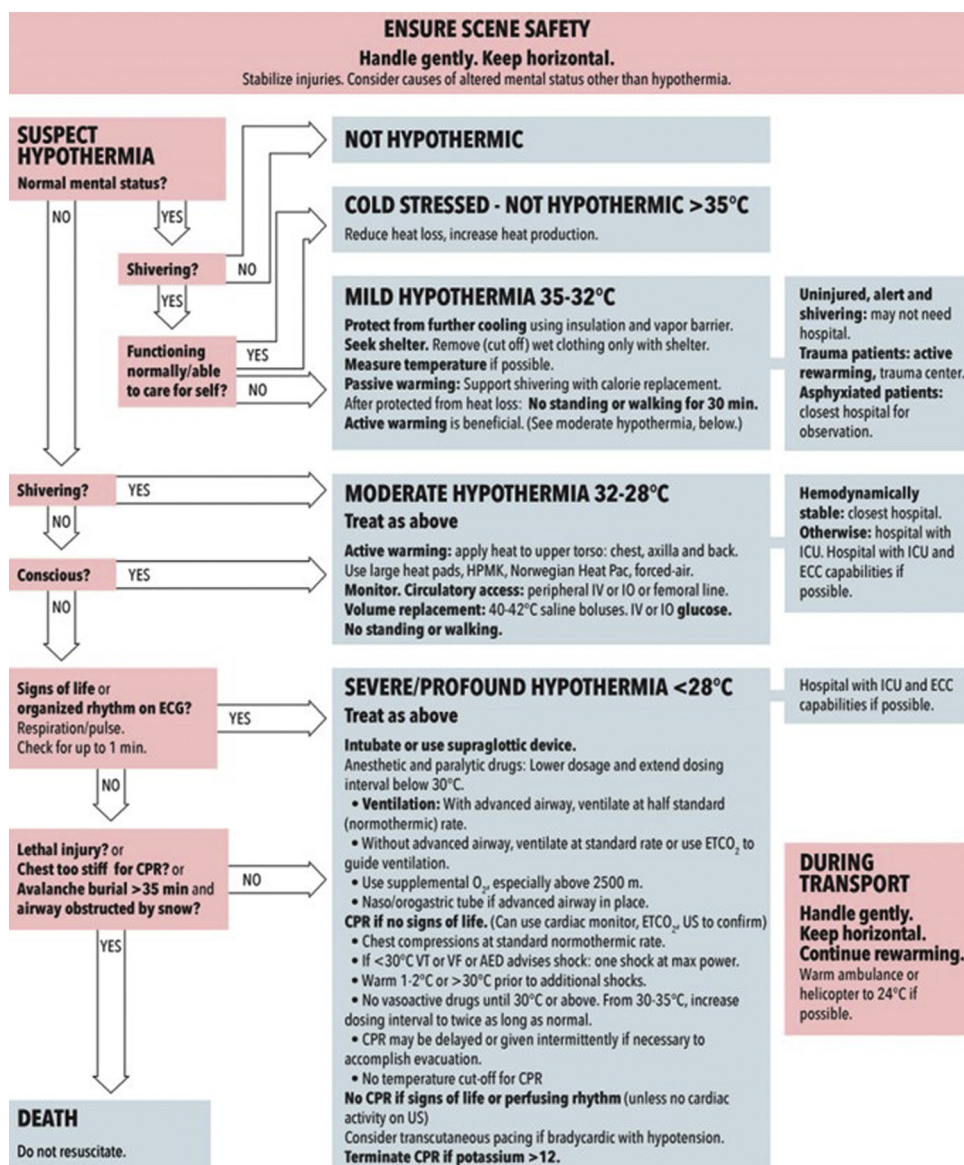 ENSURE SCENE SAFETY
Handle gently. Keep horizontal.
Stabilize injuries. Consider causes of altered mental status other than hypothermia.
SUSPECT
HYPOTHERMIA
Normal mental status?
NO
YES
Shivering?
NO
YES
Functioning
normally/able
to care for self?
YES
NO
NOT HYPOTHERMIC
COLD STRESSED - NOT HYPOTHERMIC >35°C
Reduce heat loss, increase heat production.
MILD HYPOTHERMIA 35-32°C
Protect from further cooling using insulation and vapor barrier.
Seek shelter. Remove (cut off) wet clothing only with shelter.
Measure temperature if possible.
Passive warming: Support shivering with calorie replacement.
After protected from heat loss: No standing or walking for 30 min.
Active warming is beneficial. (See moderate hypothermia, below.)
Uninjured, alert and
shivering: may not need
hospital.
Trauma patients: active
rewarming, trauma center.
Asphyxiated patients:
closest hospital for
observation.
Shivering?
YES
NO
Conscious?
YES
NO
MODERATE HYPOTHERMIA 32-28°C
Treat as above
Active warming: apply heat to upper torso: chest, axilla and back.
Use large heat pads, HPMK, Norwegian Heat Pac, forced-air.
Monitor. Circulatory access: peripheral IV or IO or femoral line.
Volume replacement: 40-42°C saline boluses. IV or IO glucose.
No standing or walking.
Hemodynamically
stable: closest hospital.
Otherwise: hospital with
ICU. Hospital with ICU and
ECC capabilities if
possible.
Signs of life or
organized rhythm on ECG?
Respiration/pulse.
Check for up to 1 min.
YES
NO
Lethal injury? or
Chest too stiff for CPR? or
Avalanche burial >35 min and
airway obstructed by snow?
NO
YES
DEATH
Do not resuscitate.
SEVERE/PROFOUND HYPOTHERMIA <28°C
Treat as above
Intubate or use supraglottic device.
Anesthetic and paralytic drugs: Lower dosage and extend dosing
interval below 30°C.
• Ventilation: With advanced airway, ventilate at half standard
(normothermic) rate.
• Without advanced airway, ventilate at standard rate or use ETCO₂ to
guide ventilation.
• Use supplemental O₂, especially above 2500 m.
• Naso/orogastric tube if advanced airway in place.
CPR if no signs of life. (Can use cardiac monitor, ETCO₂, US to confirm)
• Chest compressions at standard normothermic rate.
• If <30°C VT or VF or AED advises shock: one shock at max power.
• Warm 1-2°C or >30°C prior to additional shocks.
• No vasoactive drugs until 30°C or above. From 30-35°C, increase
dosing interval to twice as long as normal.
• CPR may be delayed or given intermittently if necessary to
accomplish evacuation.
• No temperature cut-off for CPR
No CPR if signs of life or perfusing rhythm (unless no cardiac
activity on US)
Consider transcutaneous pacing if bradycardic with hypotension.
Terminate CPR if potassium >12.
Hospital with ICU and ECC
capabilities if possible.
DURING
TRANSPORT
Handle gently.
Keep horizontal.
Continue rewarming.
Warm ambulance or
helicopter to 24°C if
possible.